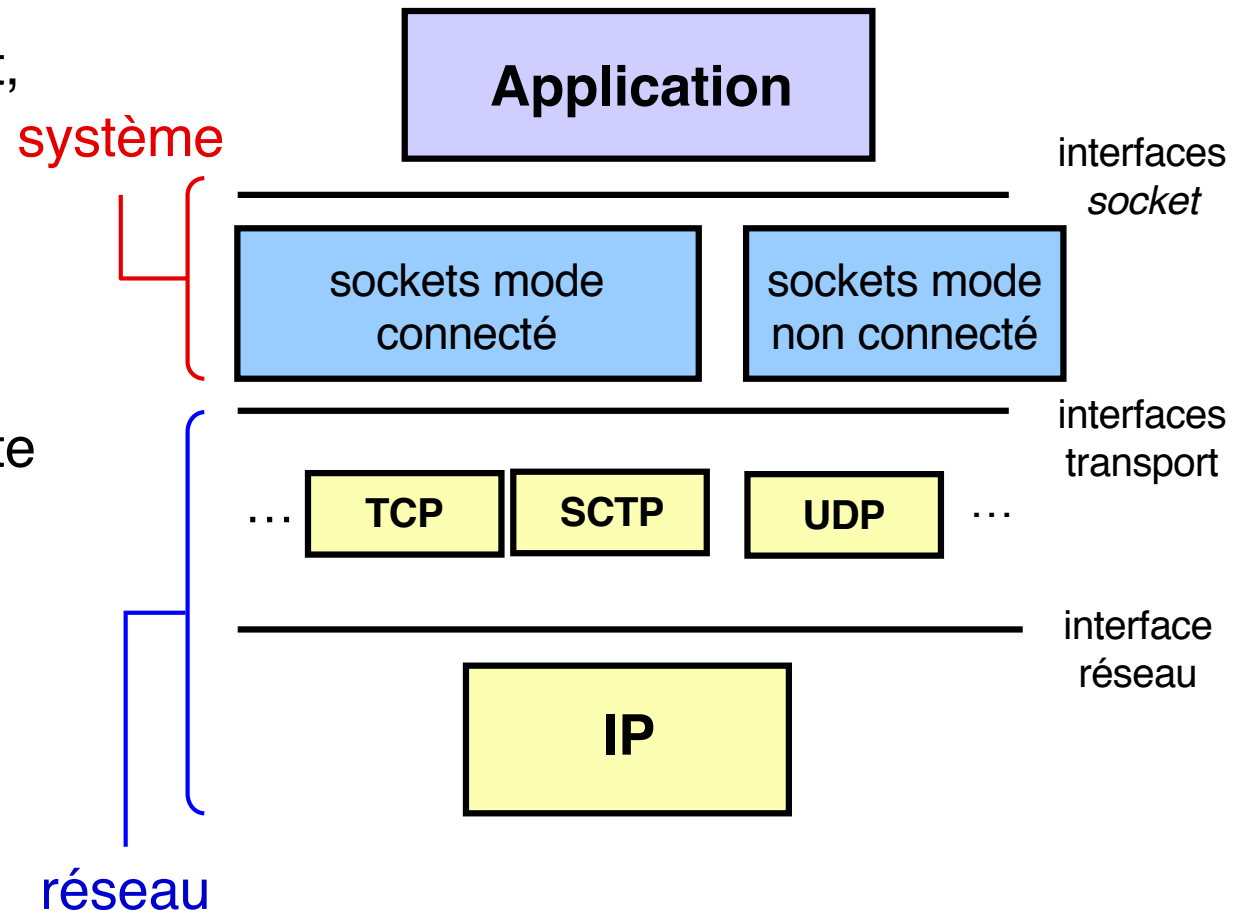 t,
Application
système
interfaces
socket
sockets mode
connecté
sockets mode
non connecté
te
interfaces
transport
... TCP SCTP UDP ...
interface
réseau
IP
réseau